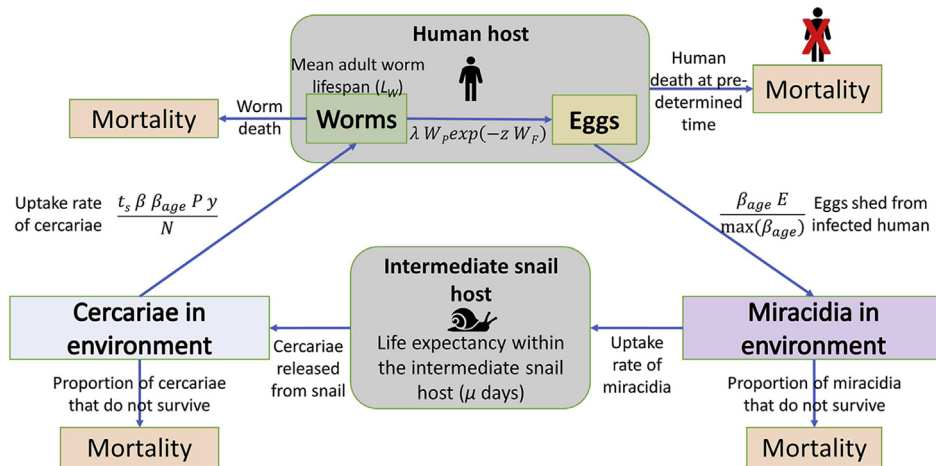 Human host
Mean adult worm
lifespan (L_W)
Worms
λ W_P exp(−z W_F)
Eggs
Human
death at pre-
determined
time
Mortality
Worm
death
Mortality
Uptake rate
of cercariae
t_s β β_age P y
N
β_age E
max(β_age)
Eggs shed from
infected human
Intermediate snail
host
Life expectancy within
the intermediate snail
host (μ days)
Cercariae in
environment
Cercariae
released
from snail
Uptake
rate of
miracidia
Miracidia in
environment
Proportion of cercariae
that do not survive
Mortality
Proportion of miracidia
that do not survive
Mortality